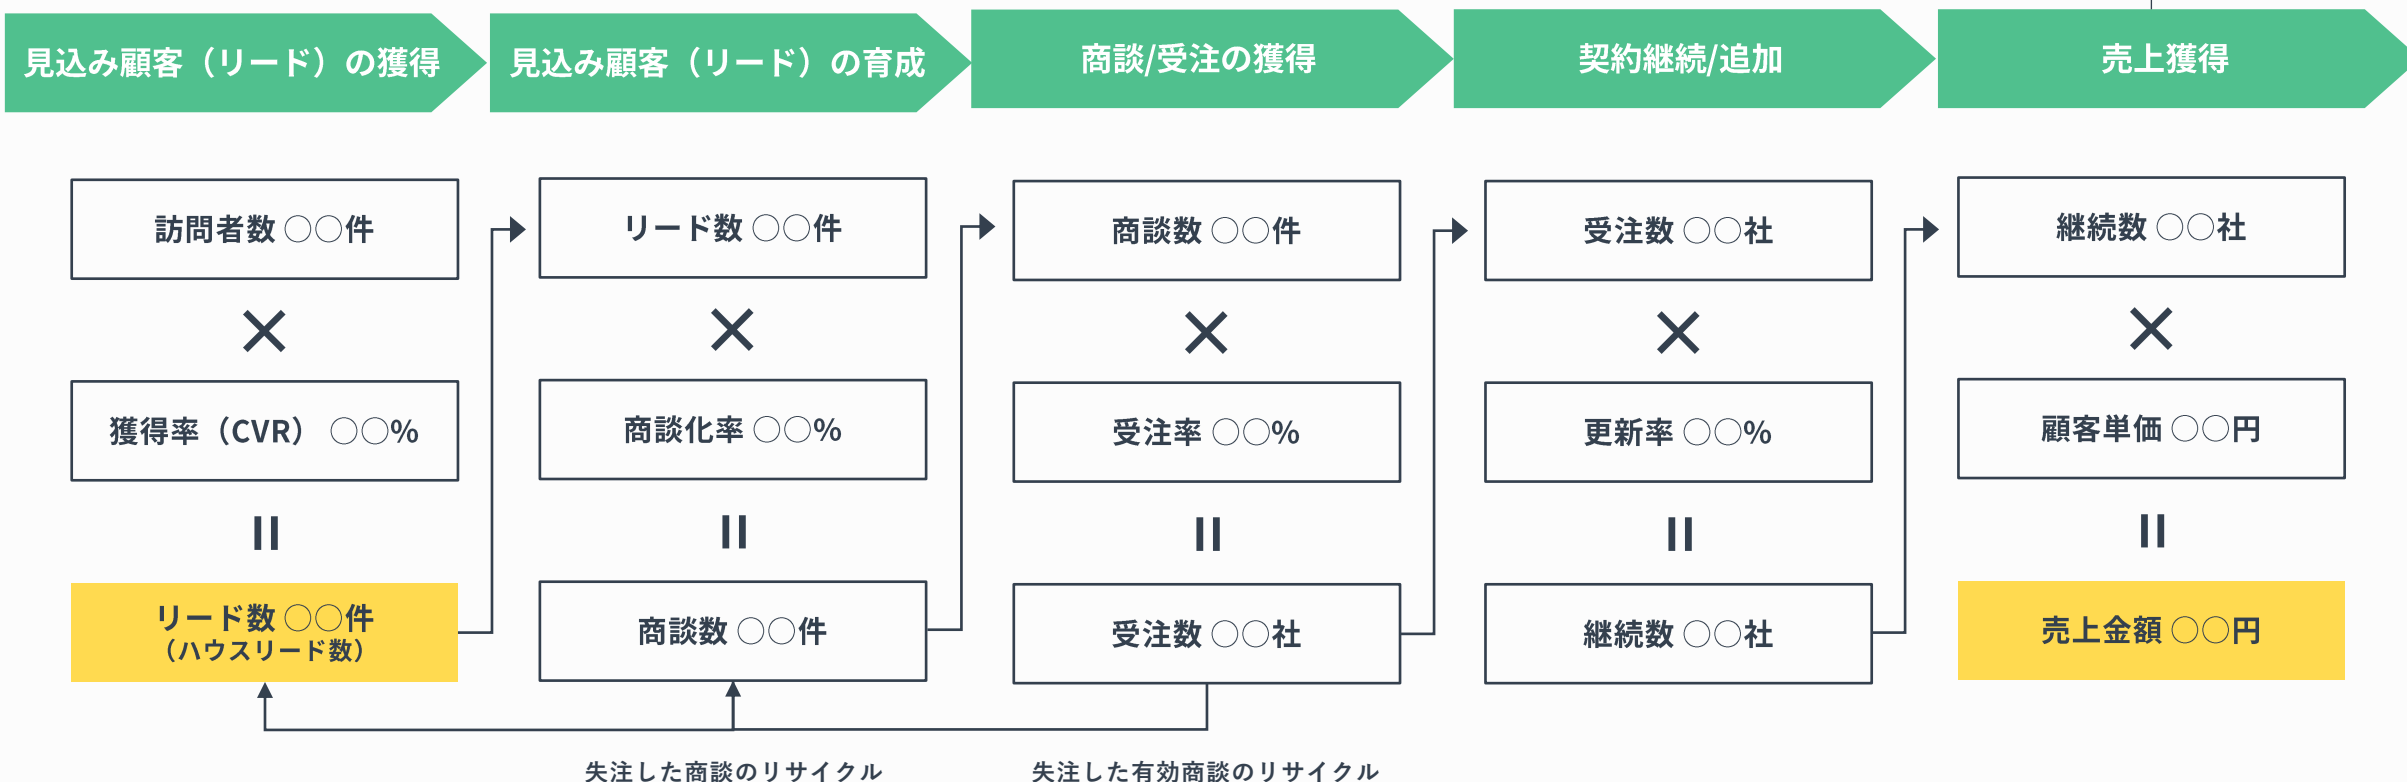 見込み顧客（リード）の獲得
見込み顧客（リード）の育成
商談/受注の獲得
契約継続/追加
売上獲得
訪問者数 〇〇件
獲得率（CVR） 〇〇%
リード数 〇〇件
（ハウスリード数）
リード数 〇〇件
商談化率 〇〇%
商談数 〇〇件
商談数 〇〇件
受注率 〇〇%
受注数 〇〇社
受注数 〇〇社
更新率 〇〇%
継続数 〇〇社
継続数 〇〇社
顧客単価 〇〇円
売上金額 〇〇円
失注した商談のリサイクル
失注した有効商談のリサイクル